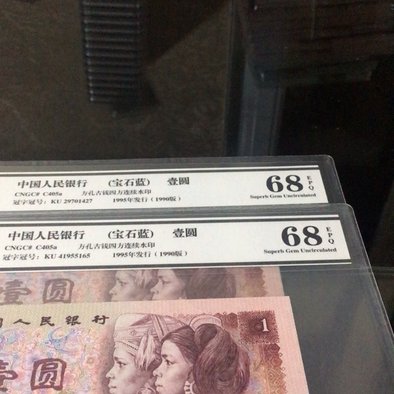 中国人民银行 (宝石蓝) 壹圆
CNGC# C405a 方孔古钱四方连续水印
冠字冠号: KU 29701427 1995年发行 (1990版)
68 EPQ
Superb Gem Uncirculated
中国人民银行 (宝石蓝) 壹圆
CNGC# C405a 方孔古钱四方连续水印
冠字冠号: KU 41955165 1995年发行 (1990版)
68 EPQ
Superb Gem Uncirculated
壹圆
国人民银行
1
壹圆